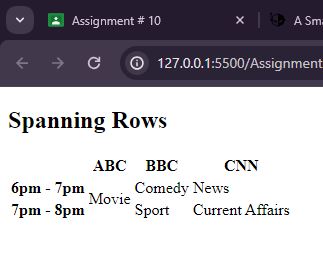 Assignment # 10
A Sma
127.0.0.1:5500/Assignment
Spanning Rows
ABC BBC CNN
6pm - 7pm Movie Comedy News
7pm - 8pm Sport Current Affairs